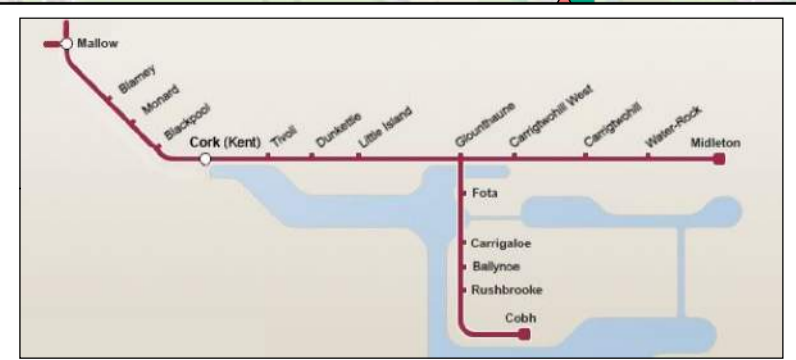 Mallow
Blarney
Monard
Blackpool
Cork (Kent)
Tivoli
Dunkettle
Little Island
Glounthaune
Carrigtwohill West
Carrigtwohill
Water-Rock
Midleton
Fota
Carrigaloe
Ballynoe
Rushbrooke
Cobh